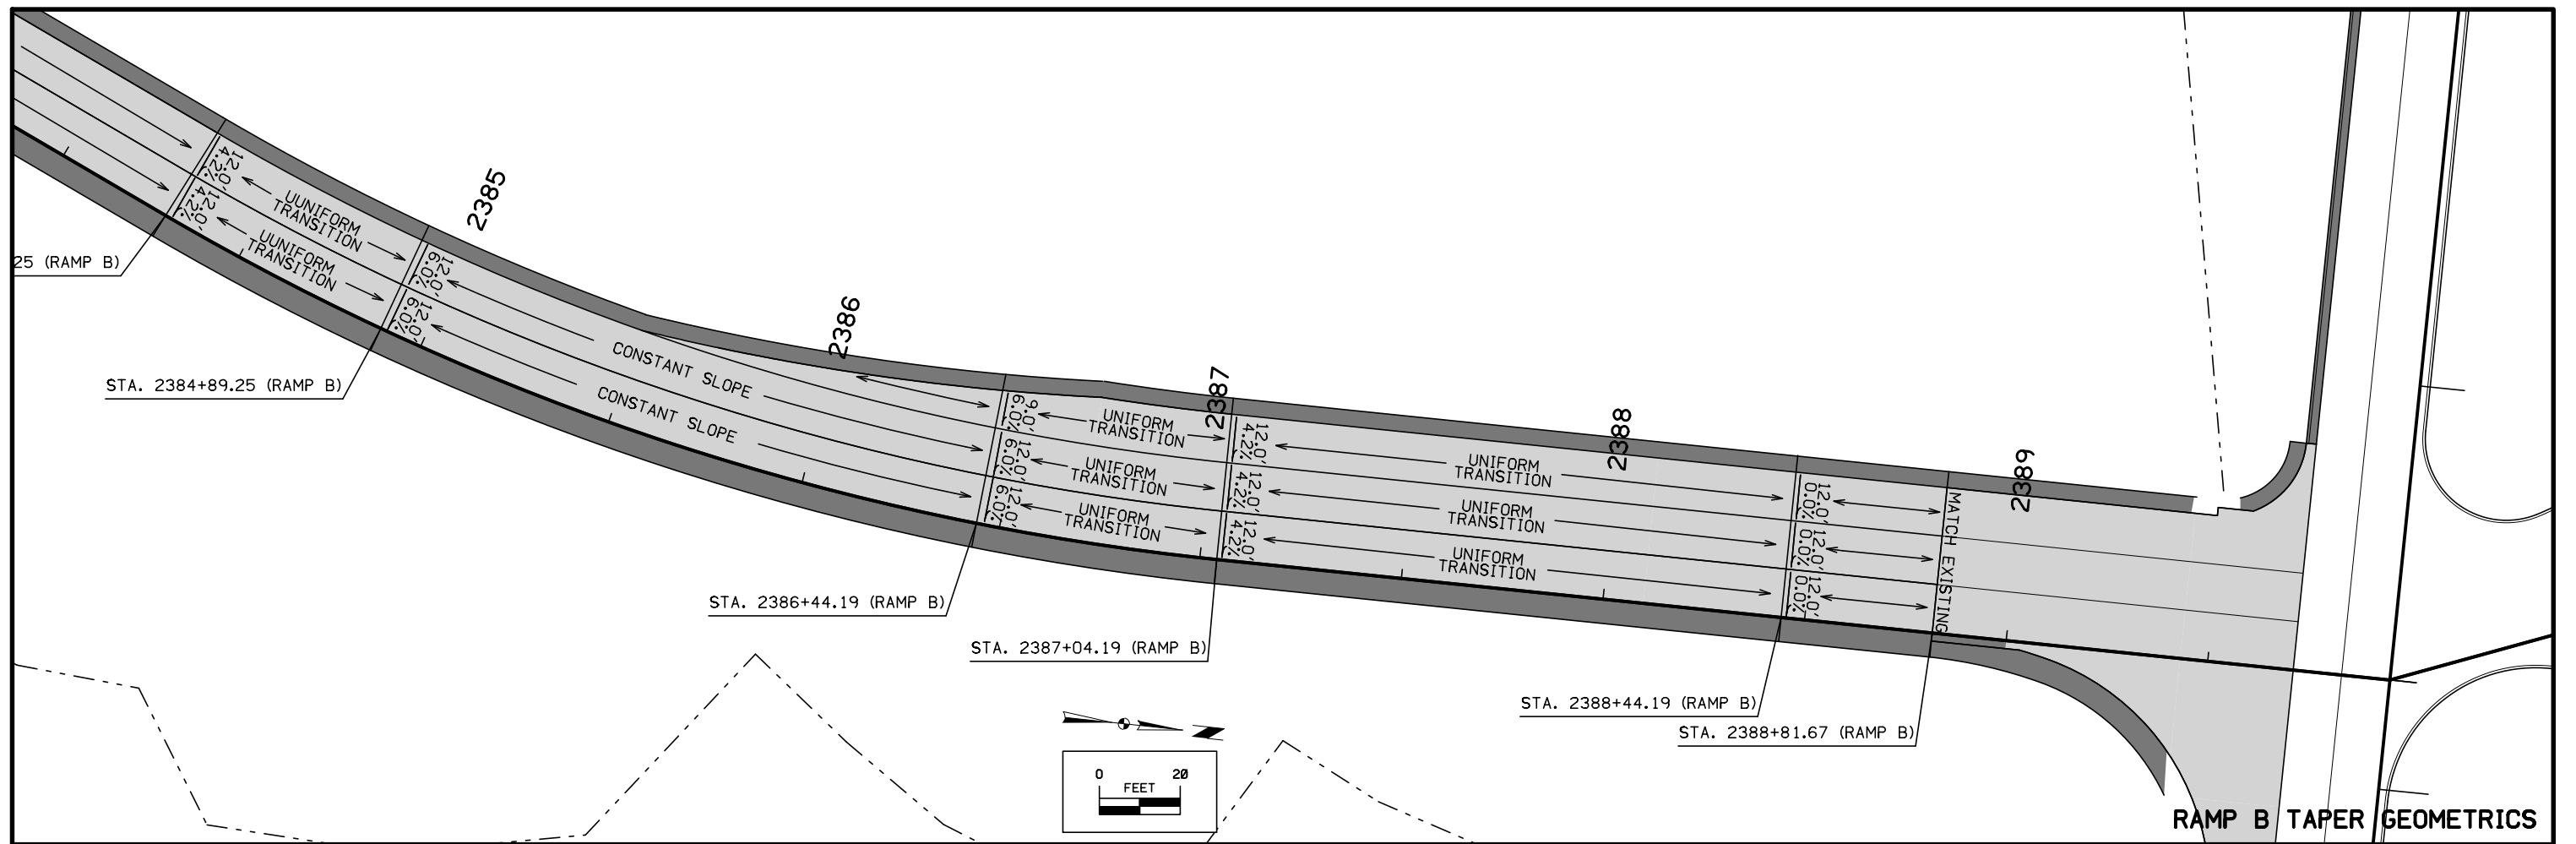 2385
2386
2387
2388
2389
12.0'
4.2%
12.0'
4.2%
UUNIFORM
TRANSITION
UUNIFORM
TRANSITION
25 (RAMP B)
12.0'
6.0%
12.0'
6.0%
STA. 2384+89.25 (RAMP B)
CONSTANT SLOPE
CONSTANT SLOPE
9.0'
6.0%
12.0'
6.0%
12.0'
6.0%
STA. 2386+44.19 (RAMP B)
UNIFORM
TRANSITION
UNIFORM
TRANSITION
UNIFORM
TRANSITION
12.0'
4.2%
12.0'
4.2%
12.0'
4.2%
STA. 2387+04.19 (RAMP B)
UNIFORM
TRANSITION
UNIFORM
TRANSITION
UNIFORM
TRANSITION
12.0'
0.0%
12.0'
0.0%
12.0'
0.0%
STA. 2388+44.19 (RAMP B)
MATCH EXISTING
STA. 2388+81.67 (RAMP B)
Z
0 20
FEET
RAMP B TAPER GEOMETRICS